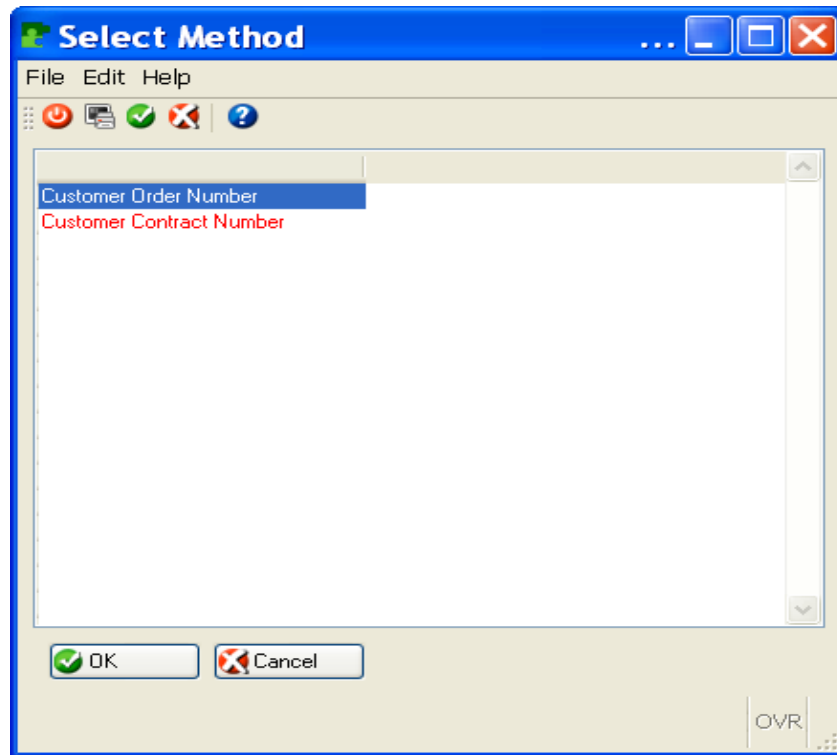 Select Method ...
File Edit Help
Customer Order Number
Customer Contract Number
OK Cancel
OVR